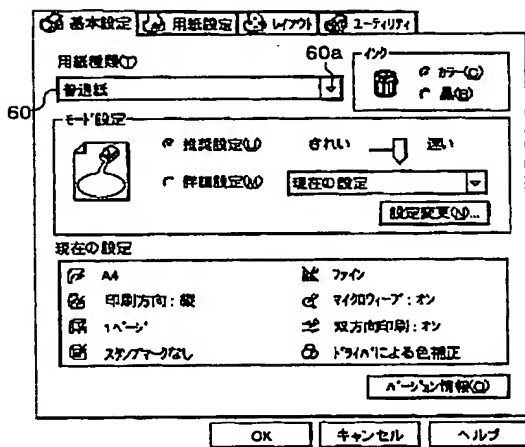 基本設定 用紙設定 レイアウト ユーティリティ
用紙種類(T) 60a
インク
60 普通紙
カラー(C)
黒(B)
モード設定
推奨設定(U) きれい 速い
詳細設定(M) 現在の設定
設定変更(N)...
現在の設定
A4 ファイン
印刷方向:縦 マイクロウィーブ:オン
1ページ 双方向印刷:オン
スタンプマークなし ドライバによる色補正
バージョン情報(O)
OK キャンセル ヘルプ